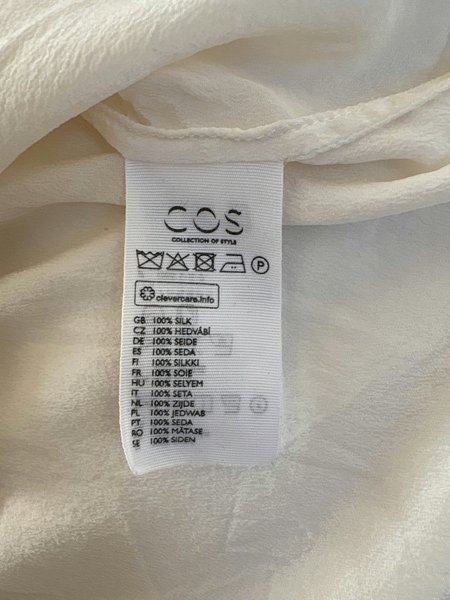 COS
COLLECTION OF STYLE
P
clevercare.info
GB 100% SILK
CZ 100% HEDVÁBÍ
DE 100% SEIDE
ES 100% SEDA
FI 100% SILKKI
FR 100% SOIE
HU 100% SELYEM
IT 100% SETA
NL 100% ZIJDE
PL 100% JEDWAB
PT 100% SEDA
RO 100% MĂTASE
SE 100% SIDEN